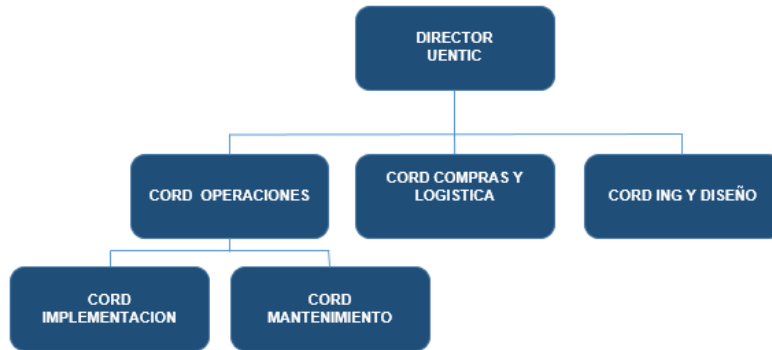 DIRECTOR
UENTIC
CORD OPERACIONES
CORD COMPRAS Y
LOGISTICA
CORD ING Y DISEÑO
CORD
IMPLEMENTACION
CORD
MANTENIMIENTO